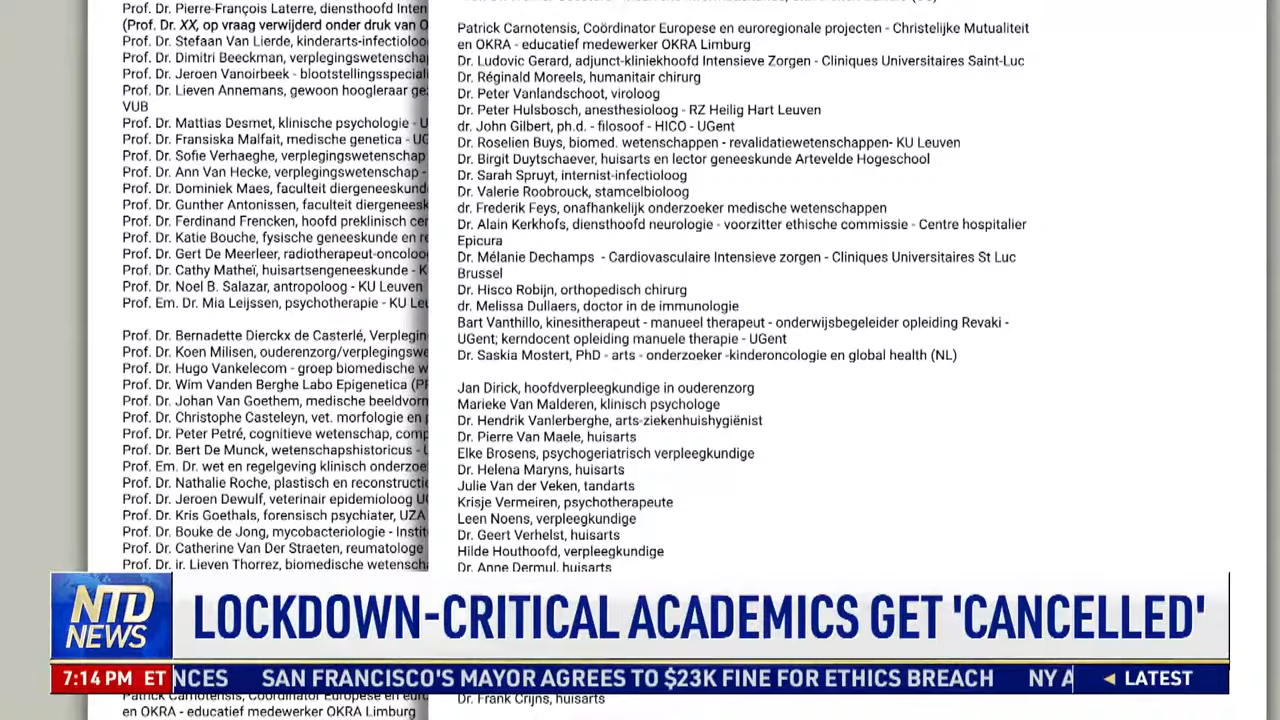 Prof. Dr. Pierre-François Laterre, diensthoofd Inten
(Prof. Dr. XX, op vraag verwijderd onder druk van O
Prof. Dr. Stefaan Van Lierde, kinderarts-infectioloo
Prof. Dr. Dimitri Beeckman, verplegingswetenscha
Prof. Dr. Jeroen Vanoirbeek - blootstellingsspeciali
Prof. Dr. Lieven Annemans, gewoon hoogleraar ge
VUB
Prof. Dr. Mattias Desmet, klinische psychologie - U
Prof. Dr. Fransiska Malfait, medische genetica - UG
Prof. Dr. Sofie Verhaeghe, verplegingswetenschap
Prof. Dr. Ann Van Hecke, verplegingswetenschap -
Prof. Dr. Dominiek Maes, faculteit diergeneeskund
Prof. Dr. Gunther Antonissen, faculteit diergeneesk
Prof. Dr. Ferdinand Frencken, hoofd preklinisch cen
Prof. Dr. Katie Bouche, fysische geneeskunde en re
Prof. Dr. Gert De Meerleer, radiotherapeut-oncoloo
Prof. Dr. Cathy Matheï, huisartsengeneeskunde - K
Prof. Dr. Noel B. Salazar, antropoloog - KU Leuven
Prof. Em. Dr. Mia Leijssen, psychotherapie - KU Leu
Prof. Dr. Bernadette Dierckx de Casterlé, Verplegin
Prof. Dr. Koen Milisen, ouderenzorg/verplegingswe
Prof. Dr. Hugo Vankelecom - groep biomedische w
Prof. Dr. Wim Vanden Berghe Labo Epigenetica (PP
Prof. Dr. Johan Van Goethem, medische beeldvorm
Prof. Dr. Christophe Casteleyn, vet. morfologie en p
Prof. Dr. Peter Petré, cognitieve wetenschap, comp
Prof. Dr. Bert De Munck, wetenschapshistoricus - U
Prof. Em. Dr. wet en regelgeving klinisch onderzoe
Prof. Dr. Nathalie Roche, plastisch en reconstructie
Prof. Dr. Jeroen Dewulf, veterinair epidemioloog UG
Prof. Dr. Kris Goethals, forensisch psychiater, UZA
Prof. Dr. Bouke de Jong, mycobacteriologie - Instit
Prof. Dr. Catherine Van Der Straeten, reumatologe
Prof. Dr. ir. Lieven Thorrez, biomedische wetensch
Patrick Carnotensis, Coördinator Europese en euroregionale projecten - Christelijke Mutualiteit
en OKRA - educatief medewerker OKRA Limburg
Dr. Ludovic Gerard, adjunct-kliniekhoofd Intensieve Zorgen - Cliniques Universitaires Saint-Luc
Dr. Réginald Moreels, humanitair chirurg
Dr. Peter Vanlandschoot, viroloog
Dr. Peter Hulsbosch, anesthesioloog - RZ Heilig Hart Leuven
dr. John Gilbert, ph.d. - filosoof - HICO - UGent
Dr. Roselien Buys, biomed. wetenschappen - revalidatiewetenschappen- KU Leuven
Dr. Birgit Duytschaever, huisarts en lector geneeskunde Artevelde Hogeschool
Dr. Sarah Spruyt, internist-infectioloog
Dr. Valerie Roobrouck, stamcelbioloog
dr. Frederik Feys, onafhankelijk onderzoeker medische wetenschappen
Dr. Alain Kerkhofs, diensthoofd neurologie - voorzitter ethische commissie - Centre hospitalier
Epicura
Dr. Mélanie Dechamps - Cardiovasculaire Intensieve zorgen - Cliniques Universitaires St Luc
Brussel
Dr. Hisco Robijn, orthopedisch chirurg
dr. Melissa Dullaers, doctor in de immunologie
Bart Vanthillo, kinesitherapeut - manueel therapeut - onderwijsbegeleider opleiding Revaki -
UGent; kerndocent opleiding manuele therapie - UGent
Dr. Saskia Mostert, PhD - arts - onderzoeker -kinderoncologie en global health (NL)
Jan Dirick, hoofdverpleegkundige in ouderenzorg
Marieke Van Malderen, klinisch psychologe
Dr. Hendrik Vanlerberghe, arts-ziekenhuishygiënist
Dr. Pierre Van Maele, huisarts
Elke Brosens, psychogeriatrisch verpleegkundige
Dr. Helena Maryns, huisarts
Julie Van der Veken, tandarts
Krisje Vermeiren, psychotherapeute
Leen Noens, verpleegkundige
Dr. Geert Verhelst, huisarts
Hilde Houthoofd, verpleegkundige
Dr. Anne Dermul, huisarts
NTD
NEWS
LOCKDOWN-CRITICAL ACADEMICS GET 'CANCELLED'
7:14 PM ET
NCES SAN FRANCISCO'S MAYOR AGREES TO $23K FINE FOR ETHICS BREACH NY A
LATEST
Patrick Carnotensis, Coördinator Europese en euro
en OKRA - educatief medewerker OKRA Limburg
Dr. Frank Crijns, huisarts